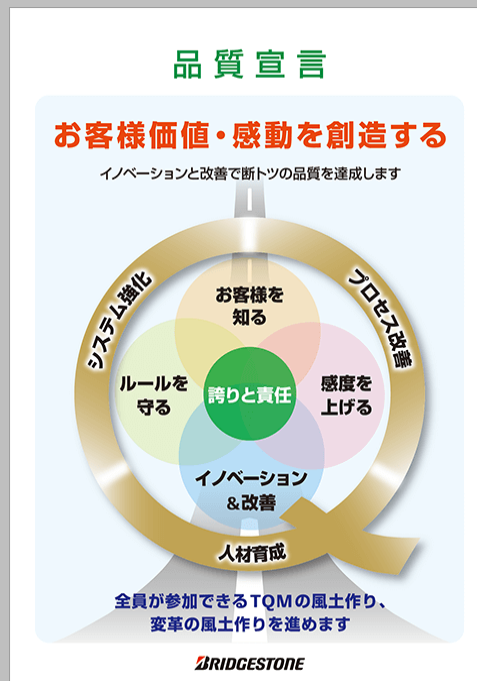 品質宣言
お客様価値・感動を創造する
イノベーションと改善で断トツの品質を達成します
システム強化
プロセス改善
お客様を
知る
ルールを
守る
誇りと責任
感度を
上げる
イノベーション
&改善
人材育成
全員が参加できるTQMの風土作り、
変革の風土作りを進めます
BRIDGESTONE